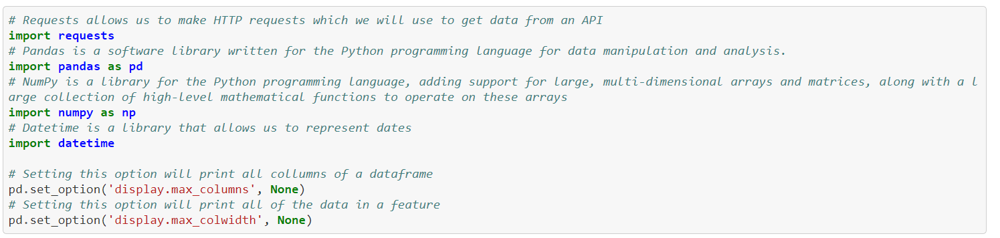 # Requests allows us to make HTTP requests which we will use to get data from an API
import requests
# Pandas is a software library written for the Python programming language for data manipulation and analysis.
import pandas as pd
# NumPy is a library for the Python programming language, adding support for large, multi-dimensional arrays and matrices, along with a l
arge collection of high-level mathematical functions to operate on these arrays
import numpy as np
# Datetime is a library that allows us to represent dates
import datetime

# Setting this option will print all collumns of a dataframe
pd.set_option('display.max_columns', None)
# Setting this option will print all of the data in a feature
pd.set_option('display.max_colwidth', None)